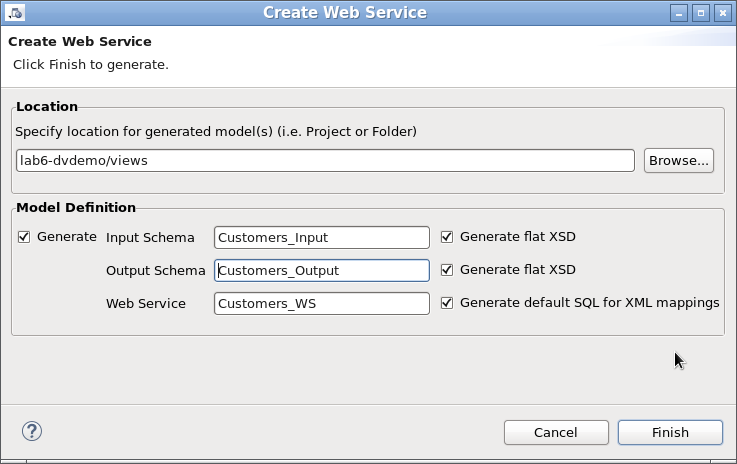 Create Web Service
Create Web Service
Click Finish to generate.
Location
Specify location for generated model(s) (i.e. Project or Folder)
lab6-dvdemo/views
Browse...
Model Definition
Generate Input Schema Customers_Input Generate flat XSD
Output Schema Customers_Output Generate flat XSD
Web Service Customers_WS Generate default SQL for XML mappings
? Cancel Finish